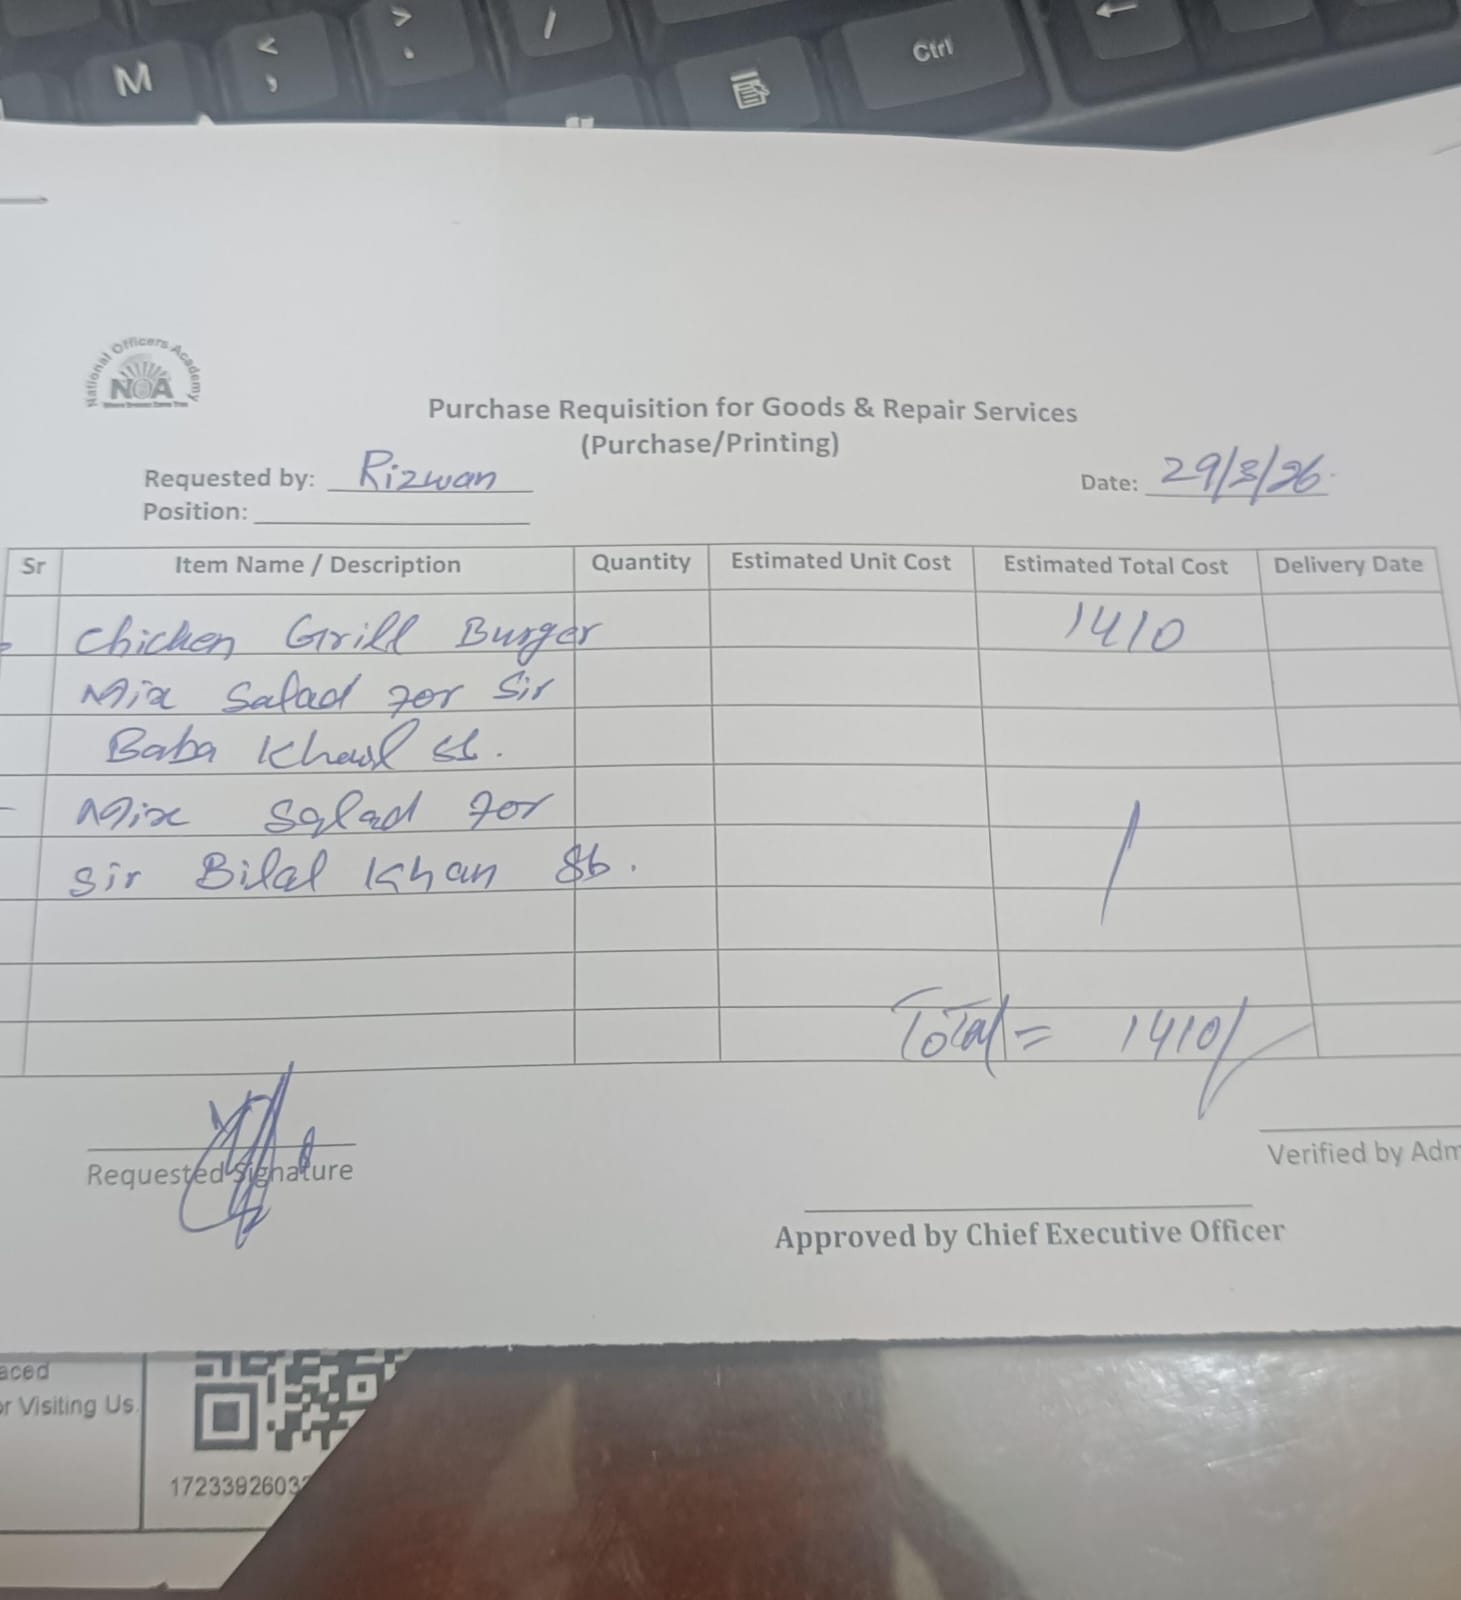 M < , > . / Ctrl
National Officers Academy
NOA
Purchase Requisition for Goods & Repair Services
(Purchase/Printing)
Requested by: Rizwan
Date: 29/3/26
Position:
Sr Item Name / Description Quantity Estimated Unit Cost Estimated Total Cost Delivery Date
Chicken Grill Burger 1410
Mix Salad for Sir
Baba Khawl sb.
Mix Salad for
Sir Bilal Khan Sb.
Total = 1410/
Requested Signature
Verified by Adm
Approved by Chief Executive Officer
aced
or Visiting Us.
1723392603